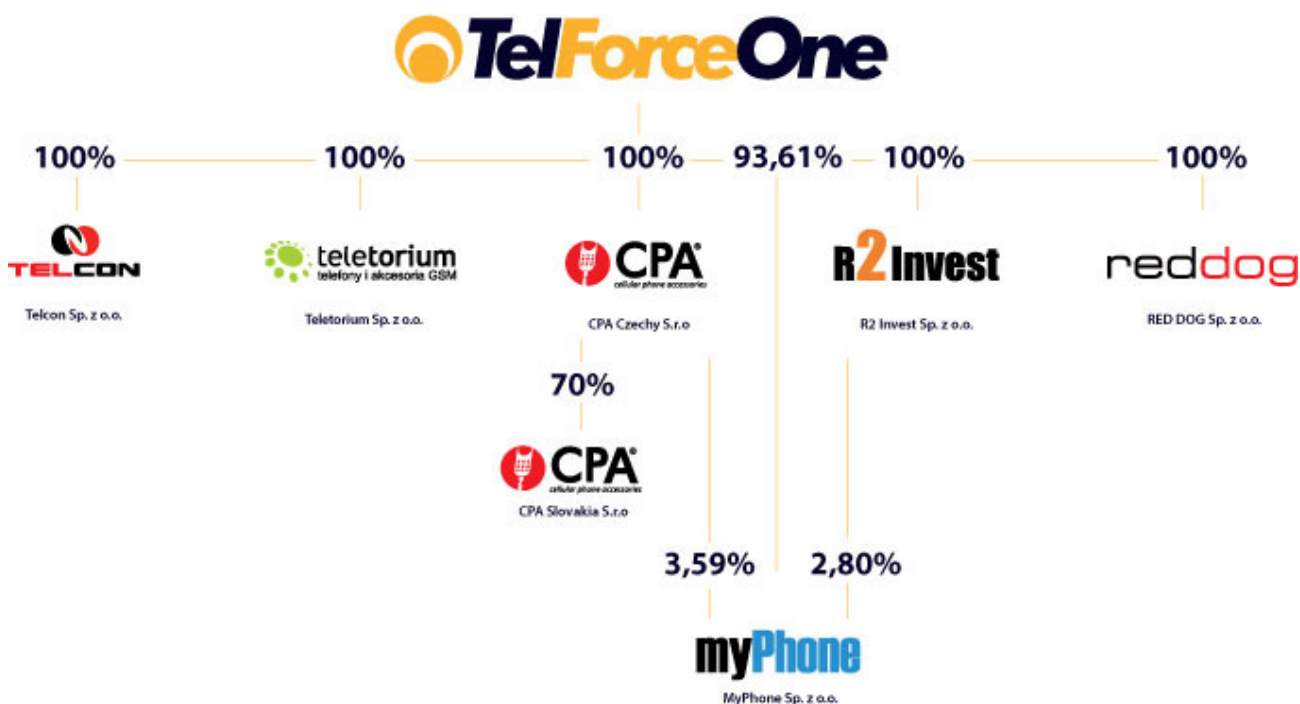 TelForceOne
100% 100% 100% 93,61% 100% 100%
TELCON
teletorium
telefony i akcesoria GSM
CPA®
cellular phone accessories
R2 Invest
reddog
Telcon Sp. z o.o.
Teletorium Sp. z o.o.
CPA Czechy S.r.o
R2 Invest Sp. z o.o.
RED DOG Sp. z o.o.
70%
CPA®
cellular phone accessories
CPA Slovakia S.r.o
3,59% 2,80%
myPhone
MyPhone Sp. z o.o.